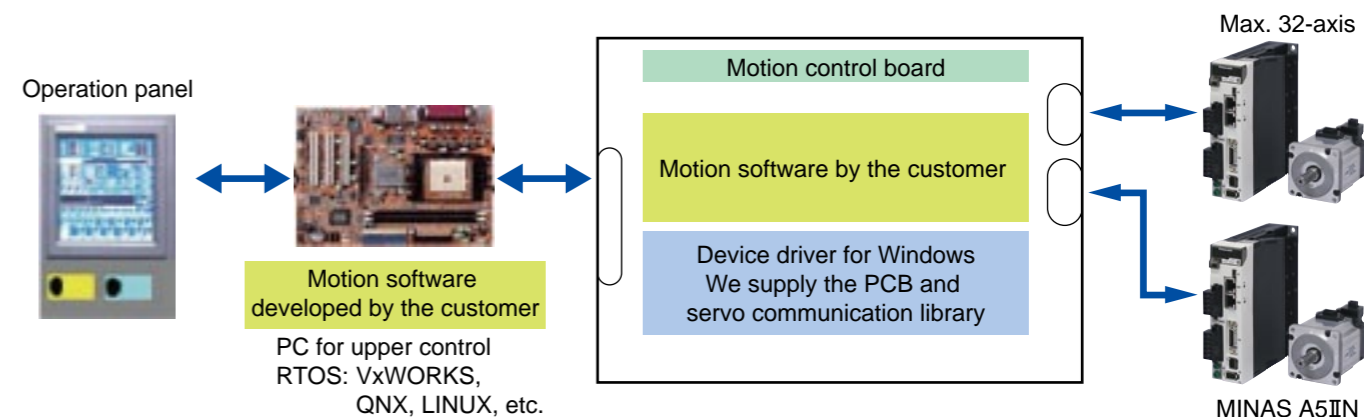 Operation panel
Motion software
developed by the customer
PC for upper control
RTOS: VxWORKS,
QNX, LINUX, etc.
Motion control board
Motion software by the customer
Device driver for Windows
We supply the PCB and
servo communication library
Max. 32-axis
MINAS A5ⅡN